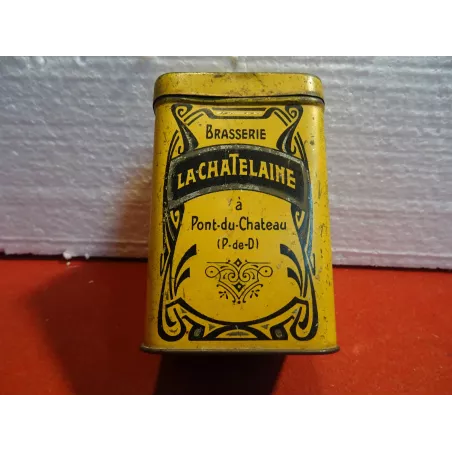 BRASSERIE
LA-CHATELAINE
à
Pont-du-Chateau
(P-de-D)